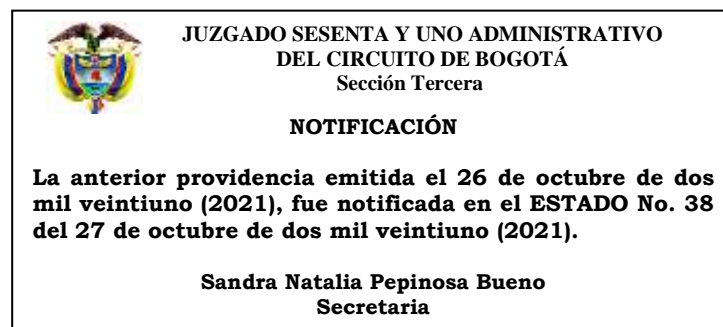 JUZGADO SESENTA Y UNO ADMINISTRATIVO
DEL CIRCUITO DE BOGOTÁ
Sección Tercera
NOTIFICACIÓN
La anterior providencia emitida el 26 de octubre de dos
mil veintiuno (2021), fue notificada en el ESTADO No. 38
del 27 de octubre de dos mil veintiuno (2021).
Sandra Natalia Pepinosa Bueno
Secretaria